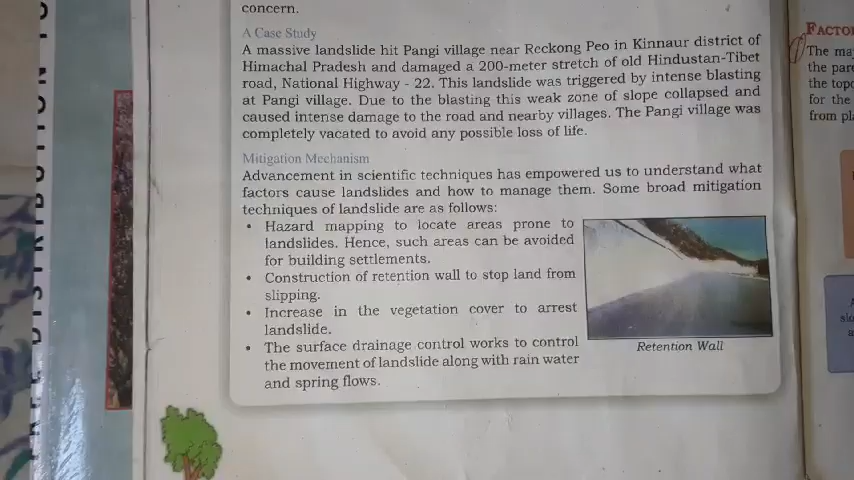 concern.
A Case Study
A massive landslide hit Pangi village near Reckong Peo in Kinnaur district of
Himachal Pradesh and damaged a 200-meter stretch of old Hindustan-Tibet
road, National Highway - 22. This landslide was triggered by intense blasting
at Pangi village. Due to the blasting this weak zone of slope collapsed and
caused intense damage to the road and nearby villages. The Pangi village was
completely vacated to avoid any possible loss of life.
Mitigation Mechanism
Advancement in scientific techniques has empowered us to understand what
factors cause landslides and how to manage them. Some broad mitigation
techniques of landslide are as follows:
• Hazard mapping to locate areas prone to
landslides. Hence, such areas can be avoided
for building settlements.
• Construction of retention wall to stop land from
slipping.
• Increase in the vegetation cover to arrest
landslide.
• The surface drainage control works to control
the movement of landslide along with rain water
and spring flows.
Retention Wall
FREE DISTRIBUTION
The
the
the
for the
from